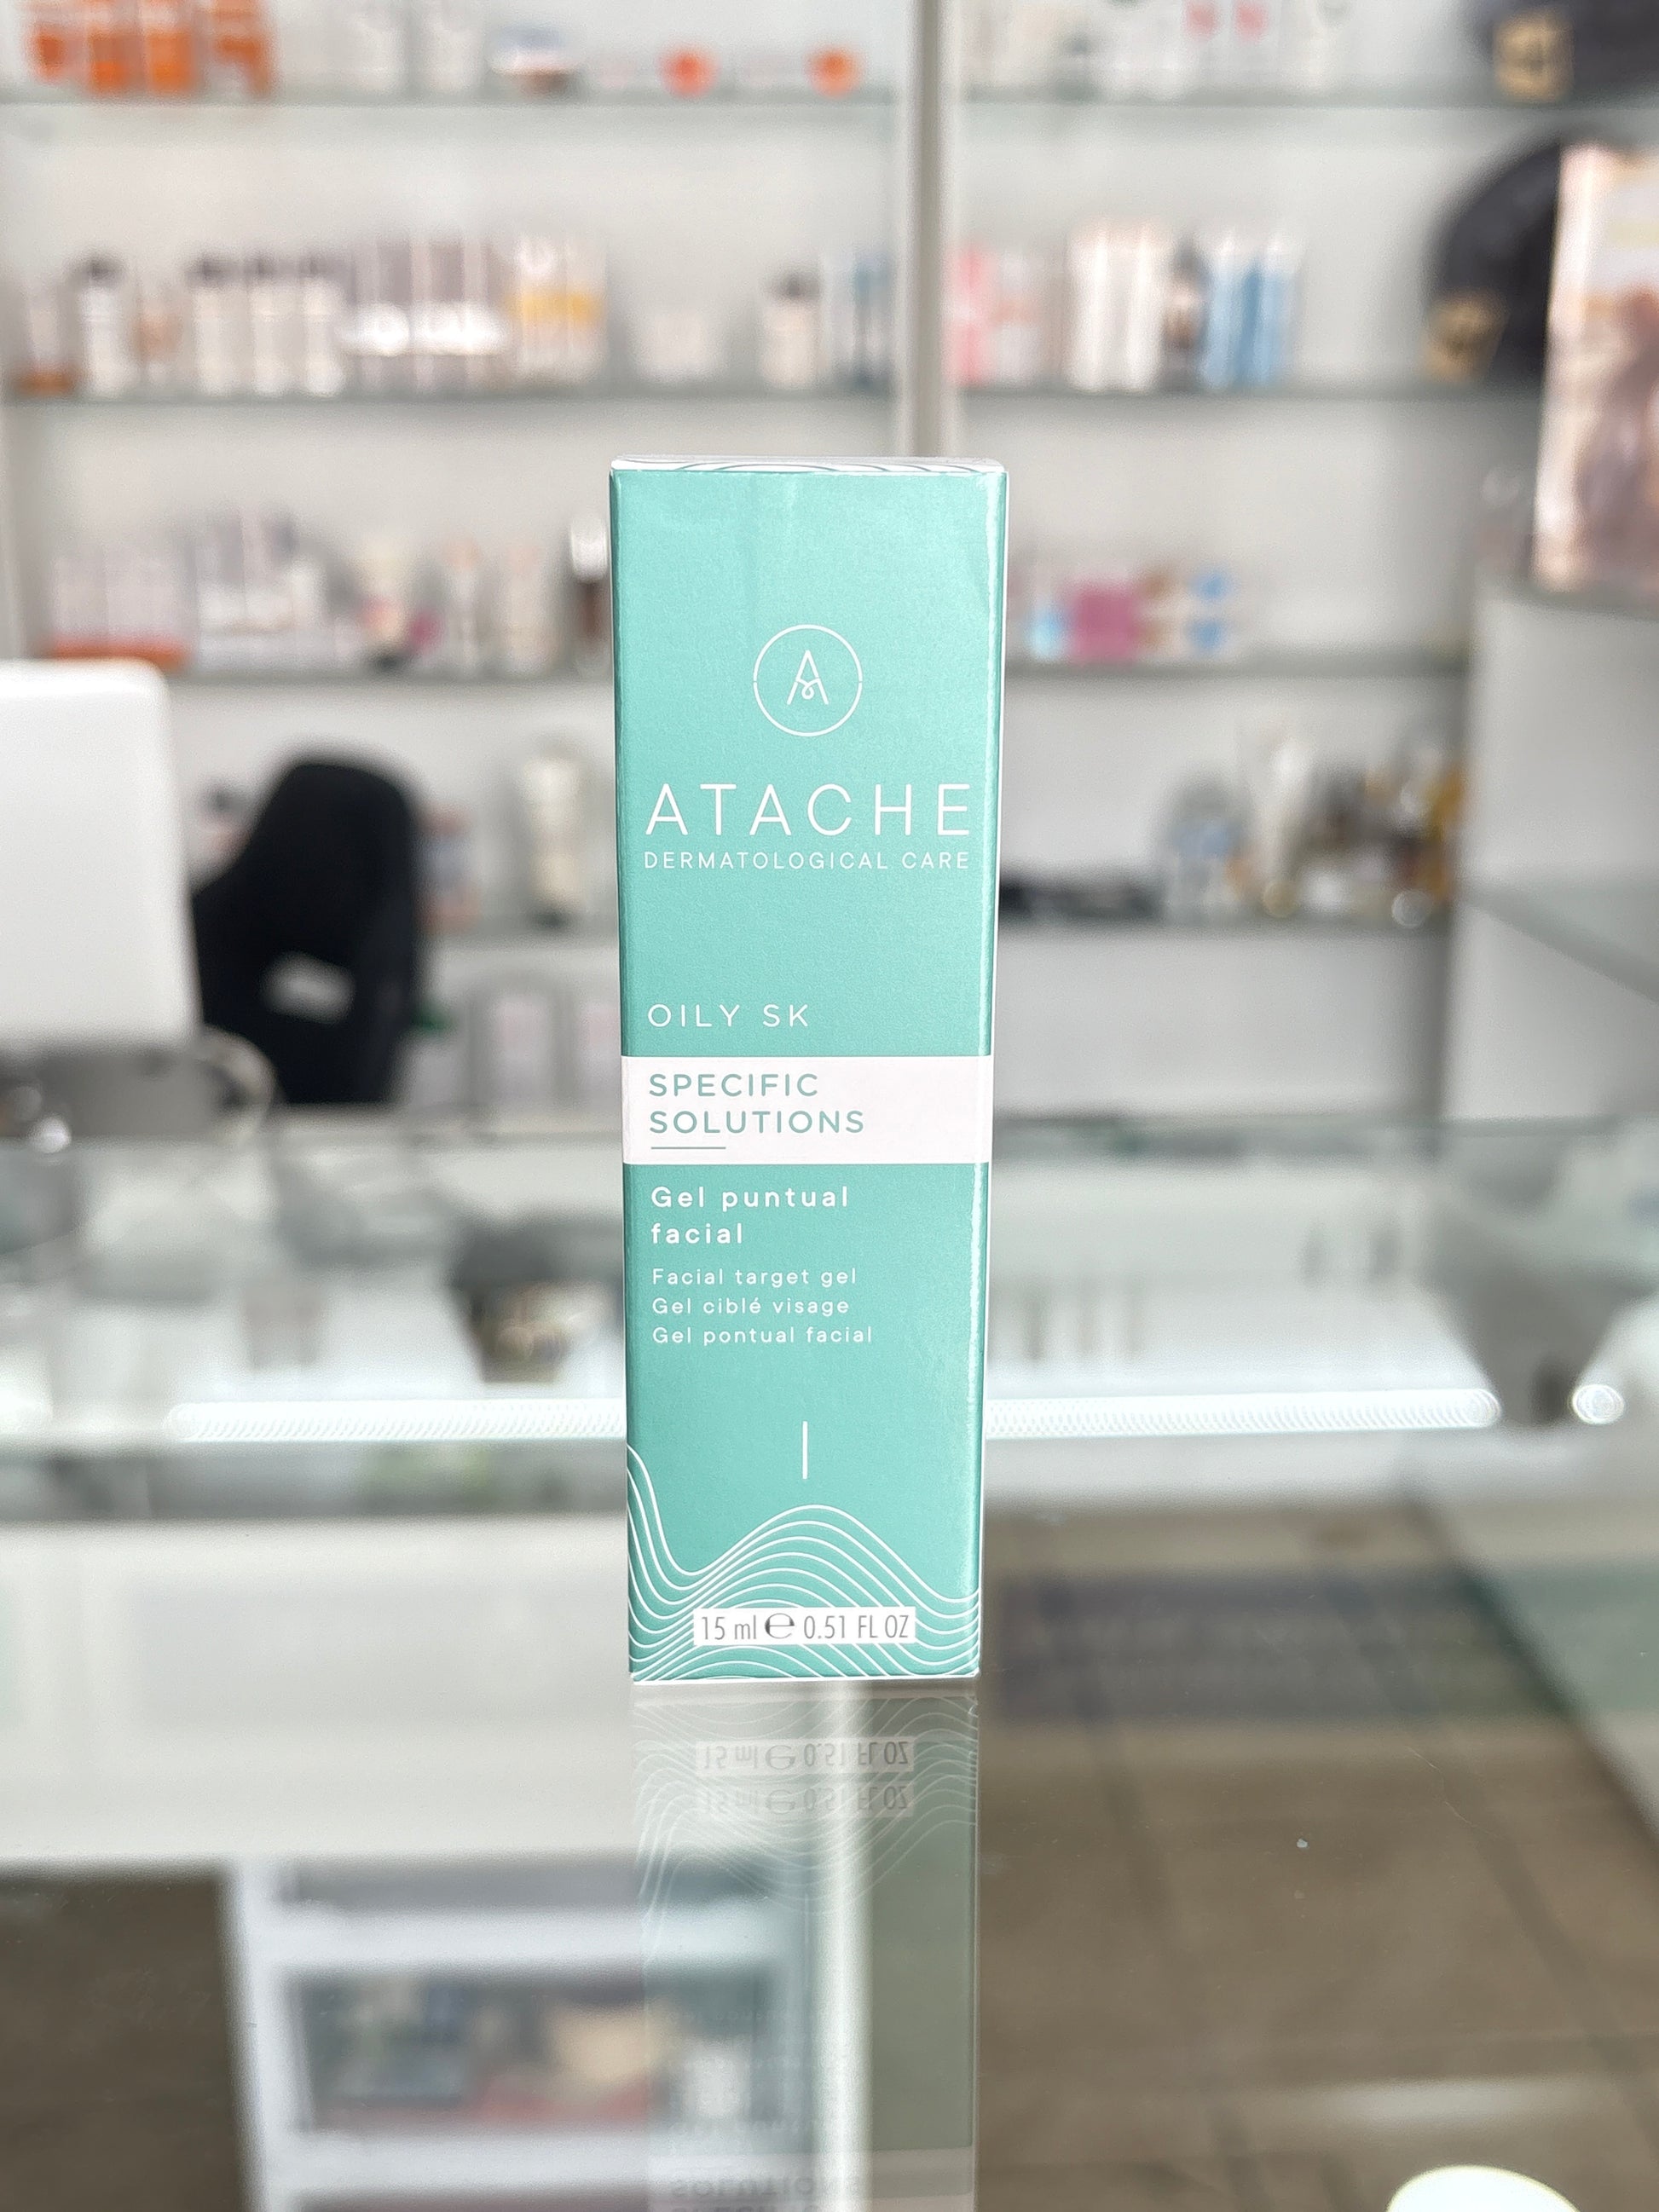 A
ATACHE
DERMATOLOGICAL CARE
OILY SK
SPECIFIC
SOLUTIONS
Gel puntual
facial
Facial target gel
Gel ciblé visage
Gel pontual facial
15 ml ℮ 0.51 FL OZ